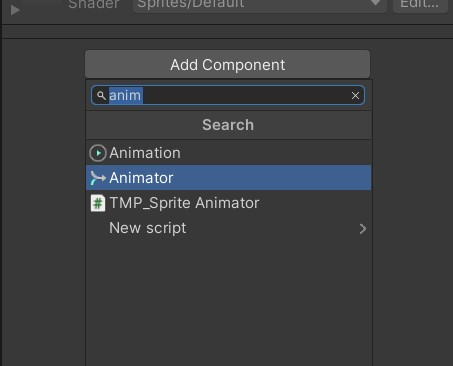 Shader Sprites/Default Edit...
Add Component
anim
Search
Animation
Animator
TMP_Sprite Animator
New script